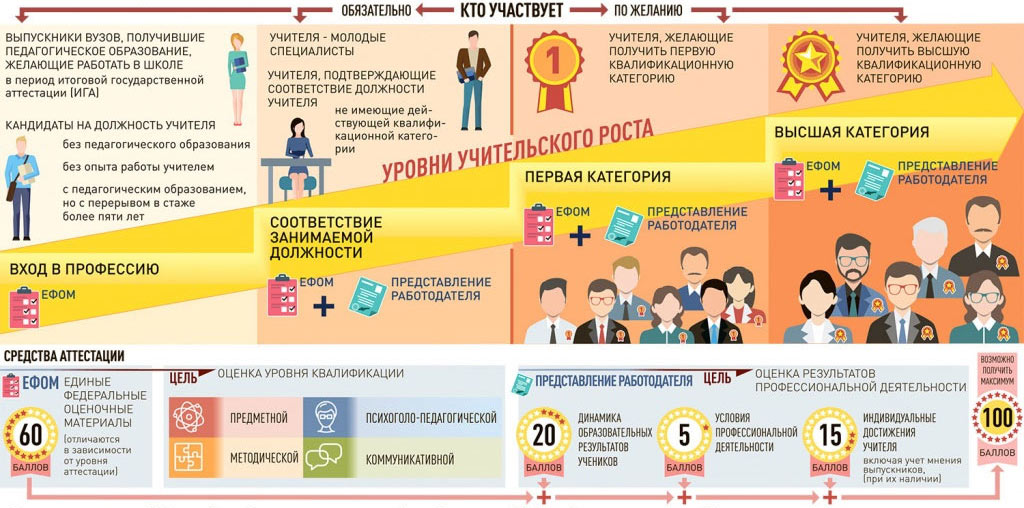 ОБЯЗАТЕЛЬНО
КТО УЧАСТВУЕТ
ПО ЖЕЛАНИЮ
ВЫПУСКНИКИ ВУЗОВ, ПОЛУЧИВШИЕ
ПЕДАГОГИЧЕСКОЕ ОБРАЗОВАНИЕ,
ЖЕЛАЮЩИЕ РАБОТАТЬ В ШКОЛЕ
в период итоговой государственной
аттестации (ИГА)
КАНДИДАТЫ НА ДОЛЖНОСТЬ УЧИТЕЛЯ
без педагогического образования
без опыта работы учителем
с педагогическим образованием,
но с перерывом в стаже
более пяти лет
УЧИТЕЛЯ - МОЛОДЫЕ
СПЕЦИАЛИСТЫ
УЧИТЕЛЯ, ПОДТВЕРЖДАЮЩИЕ
СООТВЕТСТВИЕ ДОЛЖНОСТИ
УЧИТЕЛЯ
не имеющие дей-
ствующей квалифи-
кационной катего-
рии
1
УЧИТЕЛЯ, ЖЕЛАЮЩИЕ
ПОЛУЧИТЬ ПЕРВУЮ
КВАЛИФИКАЦИОННУЮ
КАТЕГОРИЮ
УЧИТЕЛЯ, ЖЕЛАЮЩИЕ
ПОЛУЧИТЬ ВЫСШУЮ
КВАЛИФИКАЦИОННУЮ
КАТЕГОРИЮ
УРОВНИ УЧИТЕЛЬСКОГО РОСТА
ВХОД В ПРОФЕССИЮ
ЕФОМ
СООТВЕТСТВИЕ
ЗАНИМАЕМОЙ
ДОЛЖНОСТИ
ЕФОМ
+
ПРЕДСТАВЛЕНИЕ
РАБОТОДАТЕЛЯ
ПЕРВАЯ КАТЕГОРИЯ
ЕФОМ
+
ПРЕДСТАВЛЕНИЕ
РАБОТОДАТЕЛЯ
ВЫСШАЯ КАТЕГОРИЯ
ЕФОМ
+
ПРЕДСТАВЛЕНИЕ
РАБОТОДАТЕЛЯ
СРЕДСТВА АТТЕСТАЦИИ
ЕФОМ
ЕДИНЫЕ
ФЕДЕРАЛЬНЫЕ
ОЦЕНОЧНЫЕ
МАТЕРИАЛЫ
(отличаются
в зависимости
от уровня
аттестации)
60
БАЛЛОВ
ЦЕЛЬ
ОЦЕНКА УРОВНЯ КВАЛИФИКАЦИИ
ПРЕДМЕТНОЙ
ПСИХОЛОГО-ПЕДАГОГИЧЕСКОЙ
МЕТОДИЧЕСКОЙ
КОММУНИКАТИВНОЙ
ПРЕДСТАВЛЕНИЕ РАБОТОДАТЕЛЯ
ЦЕЛЬ
ОЦЕНКА РЕЗУЛЬТАТОВ
ПРОФЕССИОНАЛЬНОЙ ДЕЯТЕЛЬНОСТИ
20
БАЛЛОВ
ДИНАМИКА
ОБРАЗОВАТЕЛЬНЫХ
РЕЗУЛЬТАТОВ
УЧЕНИКОВ
5
БАЛЛОВ
УСЛОВИЯ
ПРОФЕССИОНАЛЬНОЙ
ДЕЯТЕЛЬНОСТИ
15
БАЛЛОВ
ИНДИВИДУАЛЬНЫЕ
ДОСТИЖЕНИЯ
УЧИТЕЛЯ
включая учет мнения
выпускников,
(при их наличии)
ВОЗМОЖНО
ПОЛУЧИТЬ
МАКСИМУМ
100
БАЛЛОВ
+
+
+